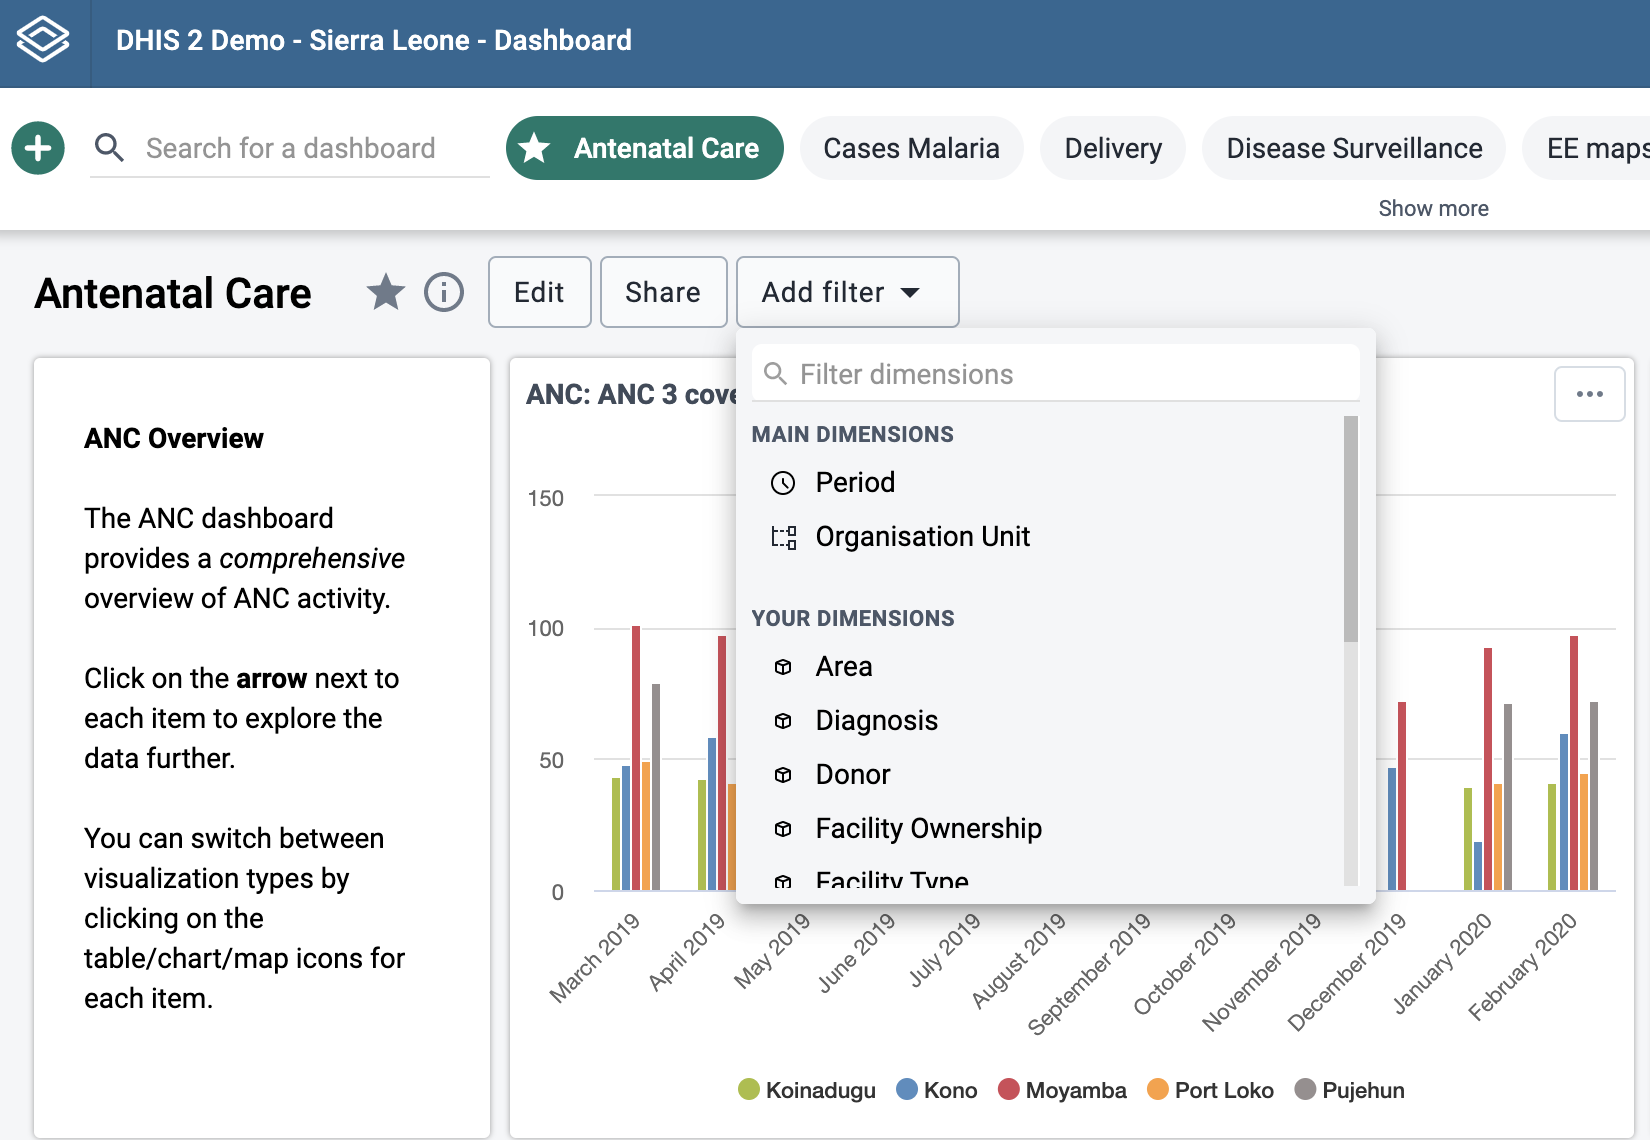 DHIS 2 Demo - Sierra Leone - Dashboard
Search for a dashboard
Antenatal Care
Cases Malaria
Delivery
Disease Surveillance
EE maps
Show more
Antenatal Care
Edit
Share
Add filter
ANC Overview
The ANC dashboard
provides a comprehensive
overview of ANC activity.
Click on the arrow next to
each item to explore the
data further.
You can switch between
visualization types by
clicking on the
table/chart/map icons for
each item.
ANC: ANC 3 cove
Filter dimensions
MAIN DIMENSIONS
Period
Organisation Unit
YOUR DIMENSIONS
Area
Diagnosis
Donor
Facility Ownership
Facility Type
150
100
50
0
March 2019
April 2019
May 2019
June 2019
July 2019
August 2019
September 2019
October 2019
November 2019
December 2019
January 2020
February 2020
Koinadugu
Kono
Moyamba
Port Loko
Pujehun